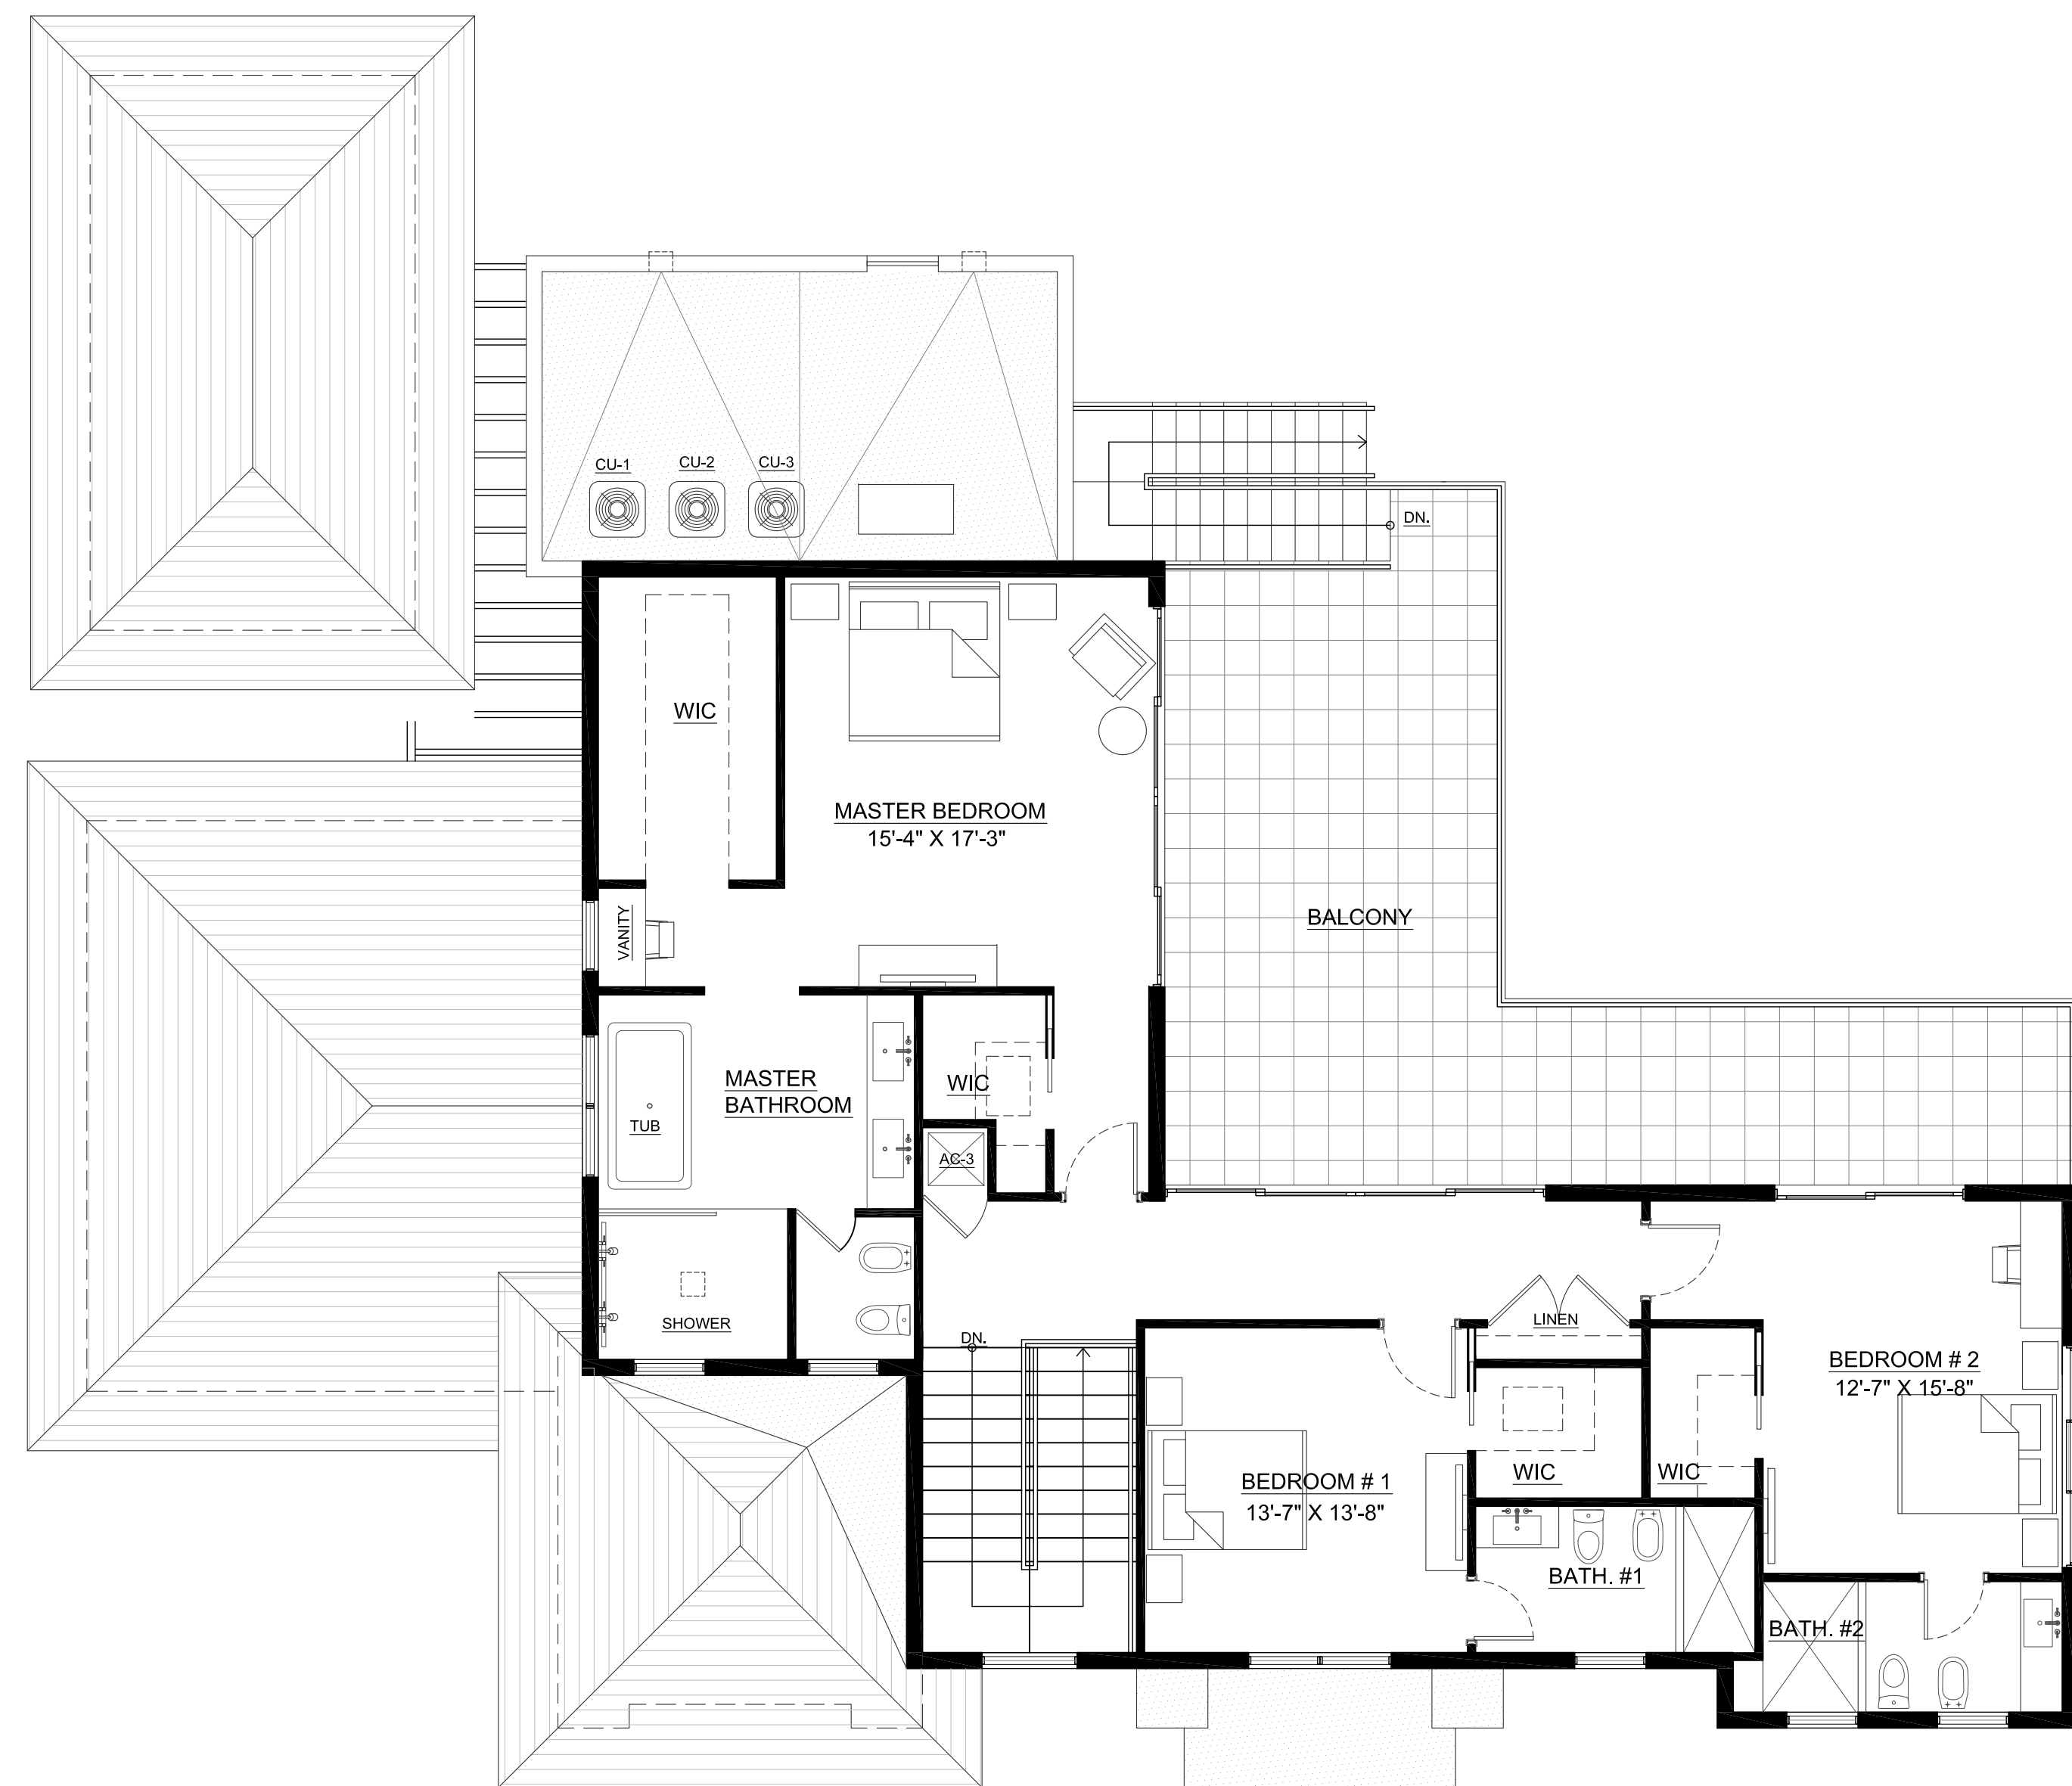 CU-1
CU-2
CU-3
DN.
WIC
MASTER BEDROOM
15'-4" X 17'-3"
VANITY
BALCONY
MASTER
BATHROOM
WIC
TUB
AC-3
SHOWER
DN.
LINEN
BEDROOM # 2
12'-7" X 15'-8"
BEDROOM # 1
13'-7" X 13'-8"
WIC
WIC
BATH. #1
BATH. #2